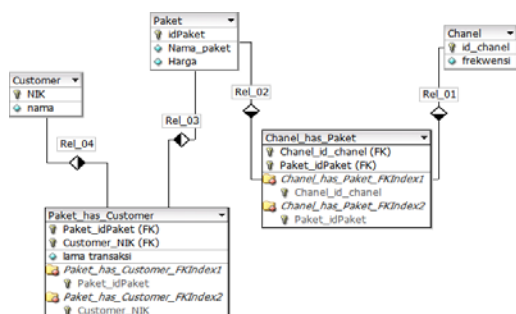 Paket
idPaket
Nama_paket
Harga
Chanel
id_chanel
frekwensi
Customer
NIK
nama
Rel_02
Rel_01
Rel_03
Rel_04
Chanel_has_Paket
Chanel_id_chanel (FK)
Paket_idPaket (FK)
Chanel_has_Paket_FKIndex1
Chanel_id_chanel
Chanel_has_Paket_FKIndex2
Paket_idPaket
Paket_has_Customer
Paket_idPaket (FK)
Customer_NIK (FK)
lama transaksi
Paket_has_Customer_FKIndex1
Paket_idPaket
Paket_has_Customer_FKIndex2
Customer_NIK